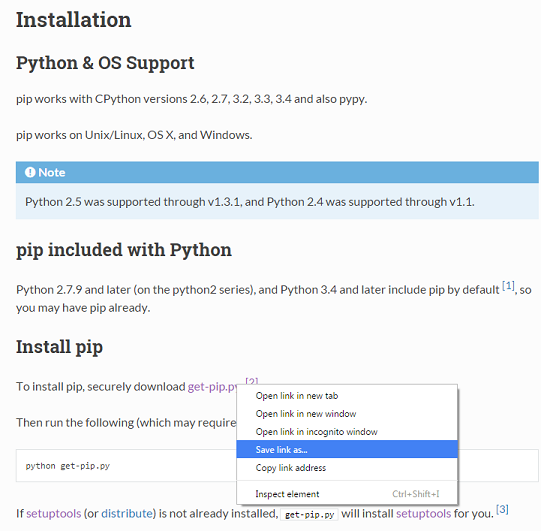 Installation
Python & OS Support
pip works with CPython versions 2.6, 2.7, 3.2, 3.3, 3.4 and also pypy.
pip works on Unix/Linux, OS X, and Windows.
Note
Python 2.5 was supported through v1.3.1, and Python 2.4 was supported through v1.1.
pip included with Python
Python 2.7.9 and later (on the python2 series), and Python 3.4 and later include pip by default [1], so
you may have pip already.
Install pip
To install pip, securely download get-pip.py [2]
Open link in new tab
Open link in new window
Then run the following (which may require
Open link in incognito window
Save link as...
python get-pip.py
Copy link address
Inspect element Ctrl+Shift+I
If setuptools (or distribute) is not already installed, get-pip.py will install setuptools for you. [3]